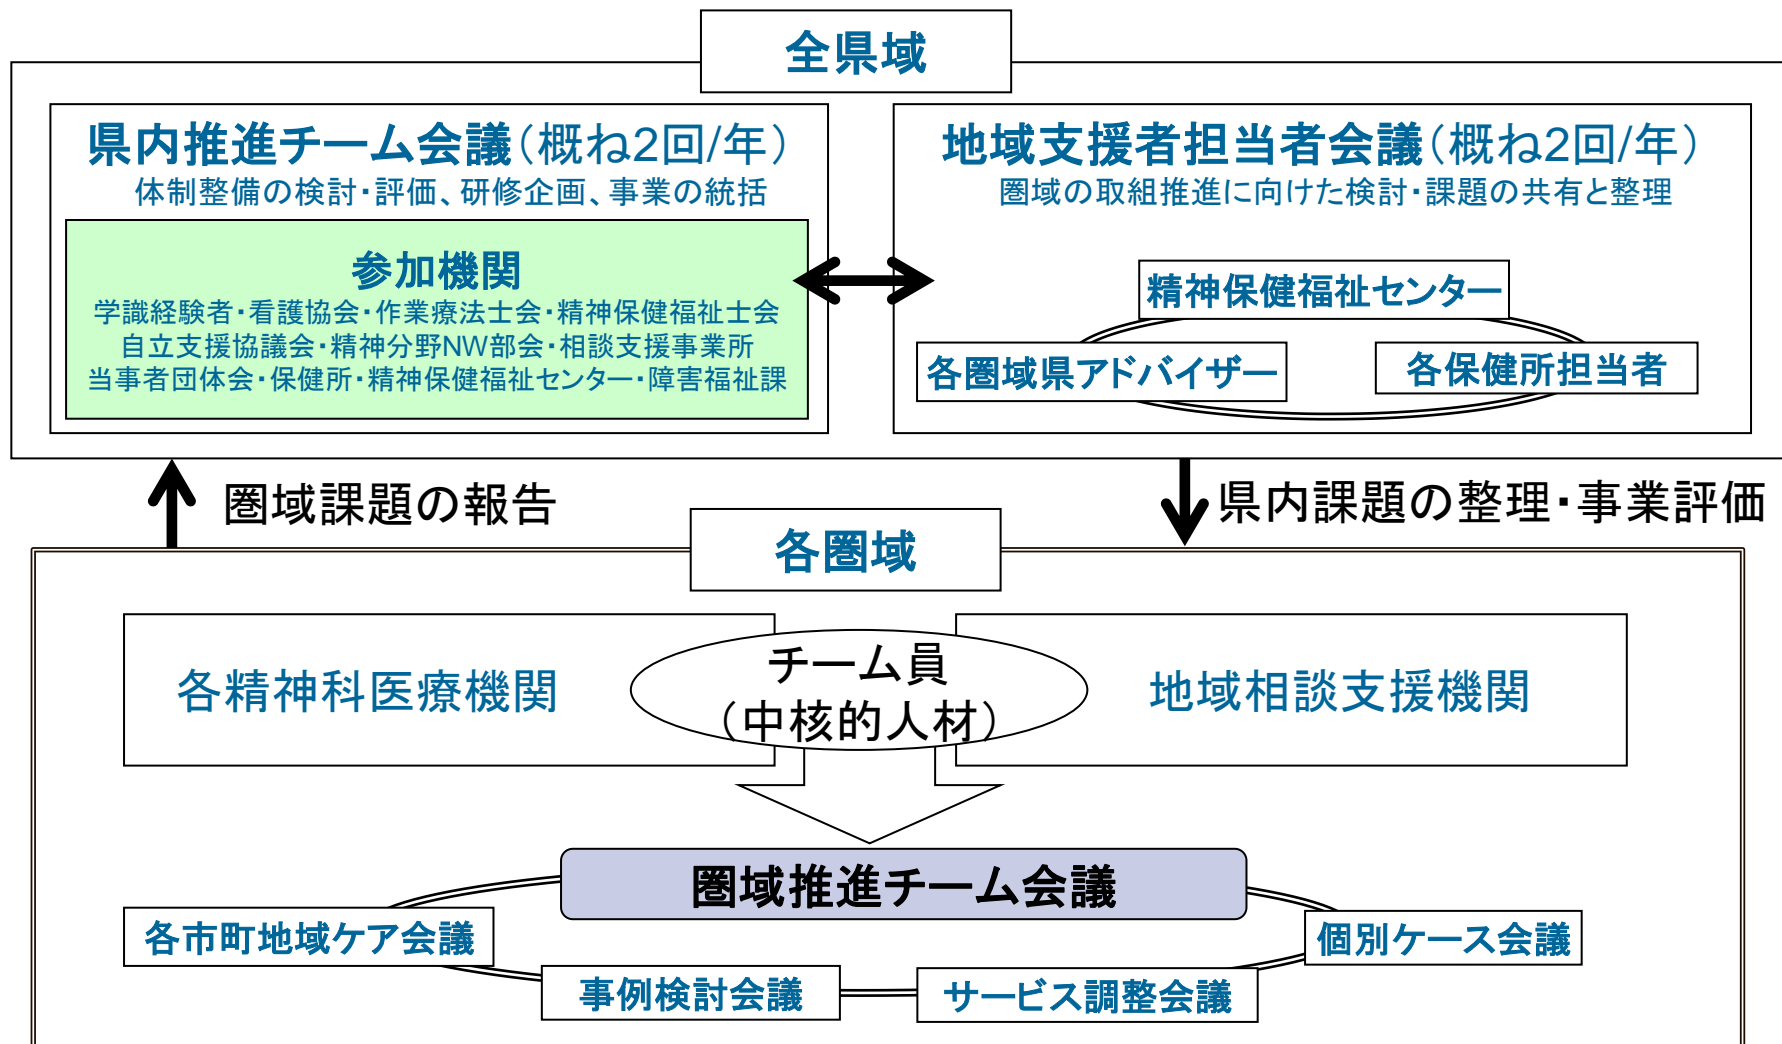 全県域
県内推進チーム会議（概ね2回/年）
体制整備の検討・評価、研修企画、事業の統括
参加機関
学識経験者・看護協会・作業療法士会・精神保健福祉士会
自立支援協議会・精神分野NW部会・相談支援事業所
当事者団体会・保健所・精神保健福祉センター・障害福祉課
地域支援者担当者会議（概ね2回/年）
圏域の取組推進に向けた検討・課題の共有と整理
精神保健福祉センター
各圏域県アドバイザー
各保健所担当者
圏域課題の報告
県内課題の整理・事業評価
各圏域
各精神科医療機関
チーム員
（中核的人材）
地域相談支援機関
圏域推進チーム会議
各市町地域ケア会議
個別ケース会議
事例検討会議
サービス調整会議